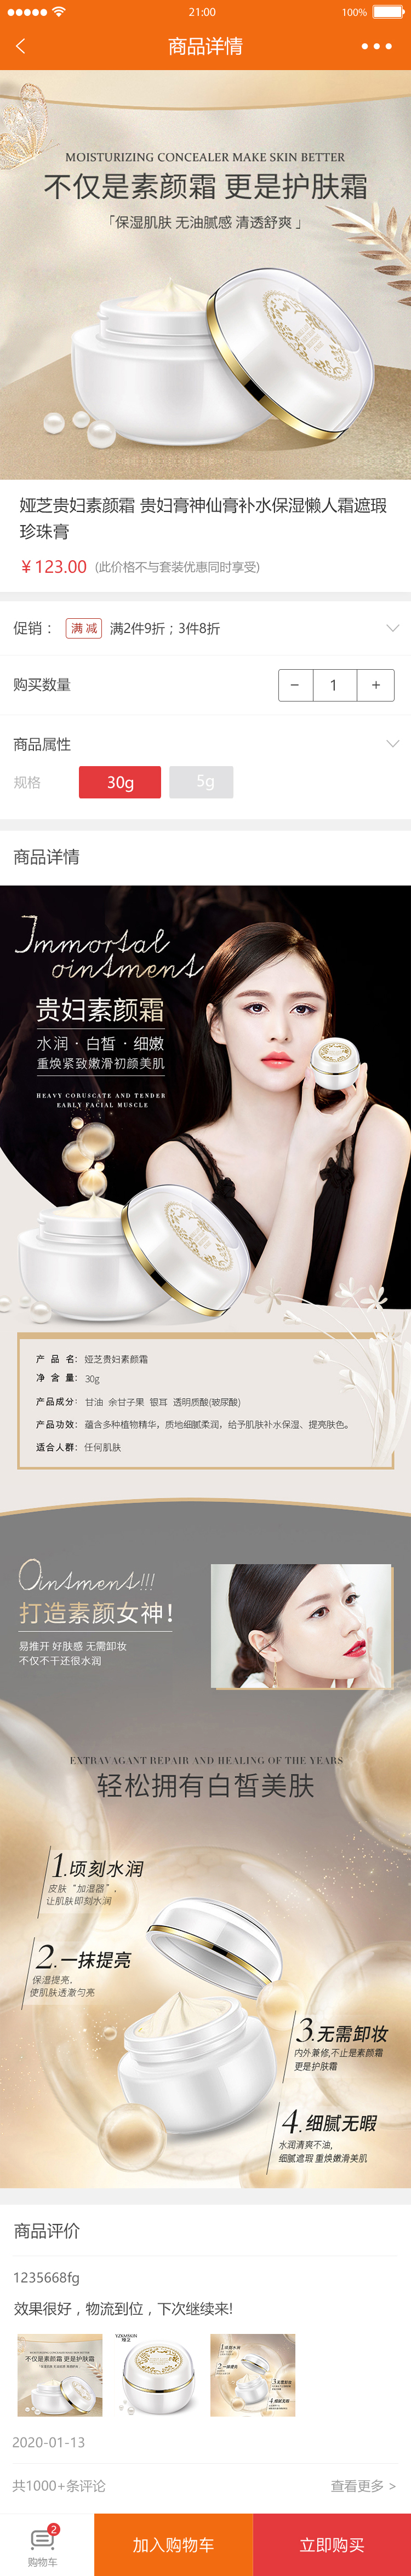 21:00
100%
商品详情
MOISTURIZING CONCEALER MAKE SKIN BETTER
不仅是素颜霜 更是护肤霜
「保湿肌肤 无油腻感 清透舒爽 」
娅芝贵妇素颜霜 贵妇膏神仙膏补水保湿懒人霜遮瑕
珍珠膏
￥123.00 (此价格不与套装优惠同时享受)
促销： 满减 满2件9折；3件8折
购买数量
− 1 +
商品属性
规格 30g 5g
商品详情
Immortal
ointment
贵妇素颜霜
水润 · 白皙 · 细嫩
重焕紧致嫩滑初颜美肌
HEAVY CORUSCATE AND TENDER
EARLY FACIAL MUSCLE
产 品 名： 娅芝贵妇素颜霜
净 含 量： 30g
产品成分： 甘油 余甘子果 银耳 透明质酸(玻尿酸)
产品功效： 蕴含多种植物精华，质地细腻柔润，给予肌肤补水保湿、提亮肤色。
适合人群： 任何肌肤
Ointment!!!
打造素颜女神！
易推开 好肤感 无需卸妆
不仅不干还很水润
EXTRAVAGANT REPAIR AND HEALING OF THE YEARS
轻松拥有白皙美肤
1.顷刻水润
皮肤“加湿器”，
让肌肤即刻水润
2.一抹提亮
保湿提亮，
使肌肤透澈匀亮
3.无需卸妆
内外兼修,不止是素颜霜
更是护肤霜
4.细腻无暇
水润清爽不油,
细腻遮瑕 重焕嫩滑美肌
商品评价
1235668fg
效果很好，物流到位，下次继续来!
不仅是素颜霜 更是护肤霜
2020-01-13
共1000+条评论 查看更多 >
2
购物车
加入购物车
立即购买